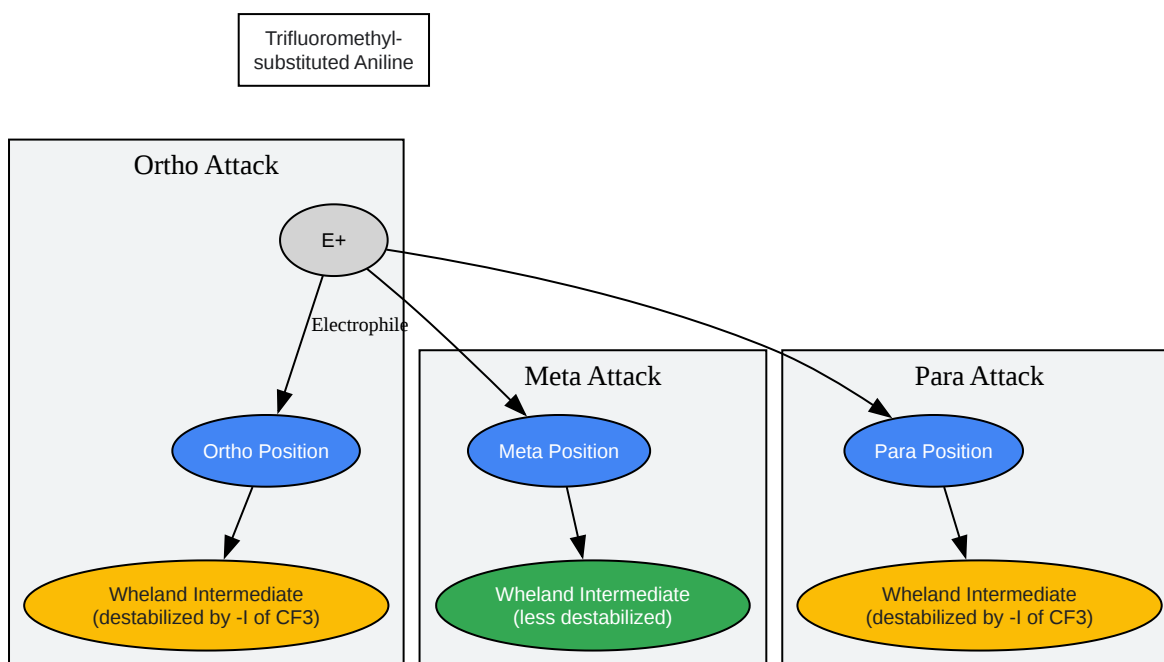 Trifluoromethyl-
substituted Aniline
Ortho Attack
E+
Electrophile
Meta Attack
Para Attack
Ortho Position
Meta Position
Para Position
Wheland Intermediate
(destabilized by -I of CF3)
Wheland Intermediate
(less destabilized)
Wheland Intermediate
(destabilized by -I of CF3)